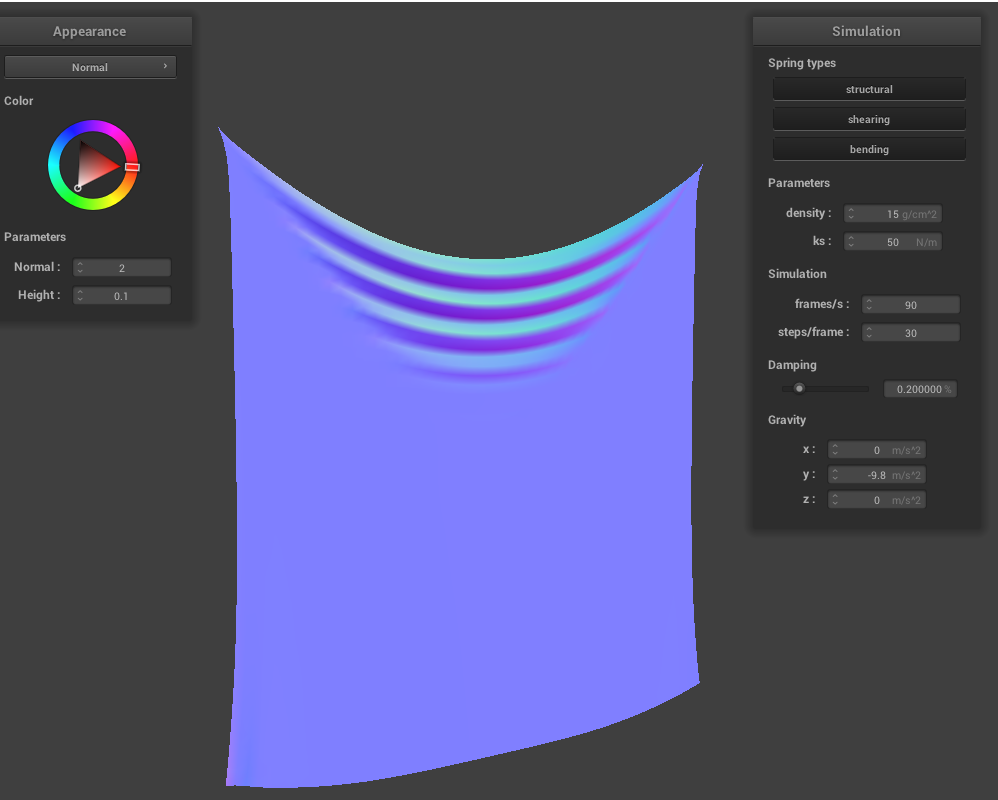 Appearance
Normal
Color
Parameters
Normal : 2
Height : 0.1
Simulation
Spring types
structural
shearing
bending
Parameters
density : 15 g/cm^2
ks : 50 N/m
Simulation
frames/s : 90
steps/frame : 30
Damping
0.200000 %
Gravity
x : 0 m/s^2
y : -9.8 m/s^2
z : 0 m/s^2